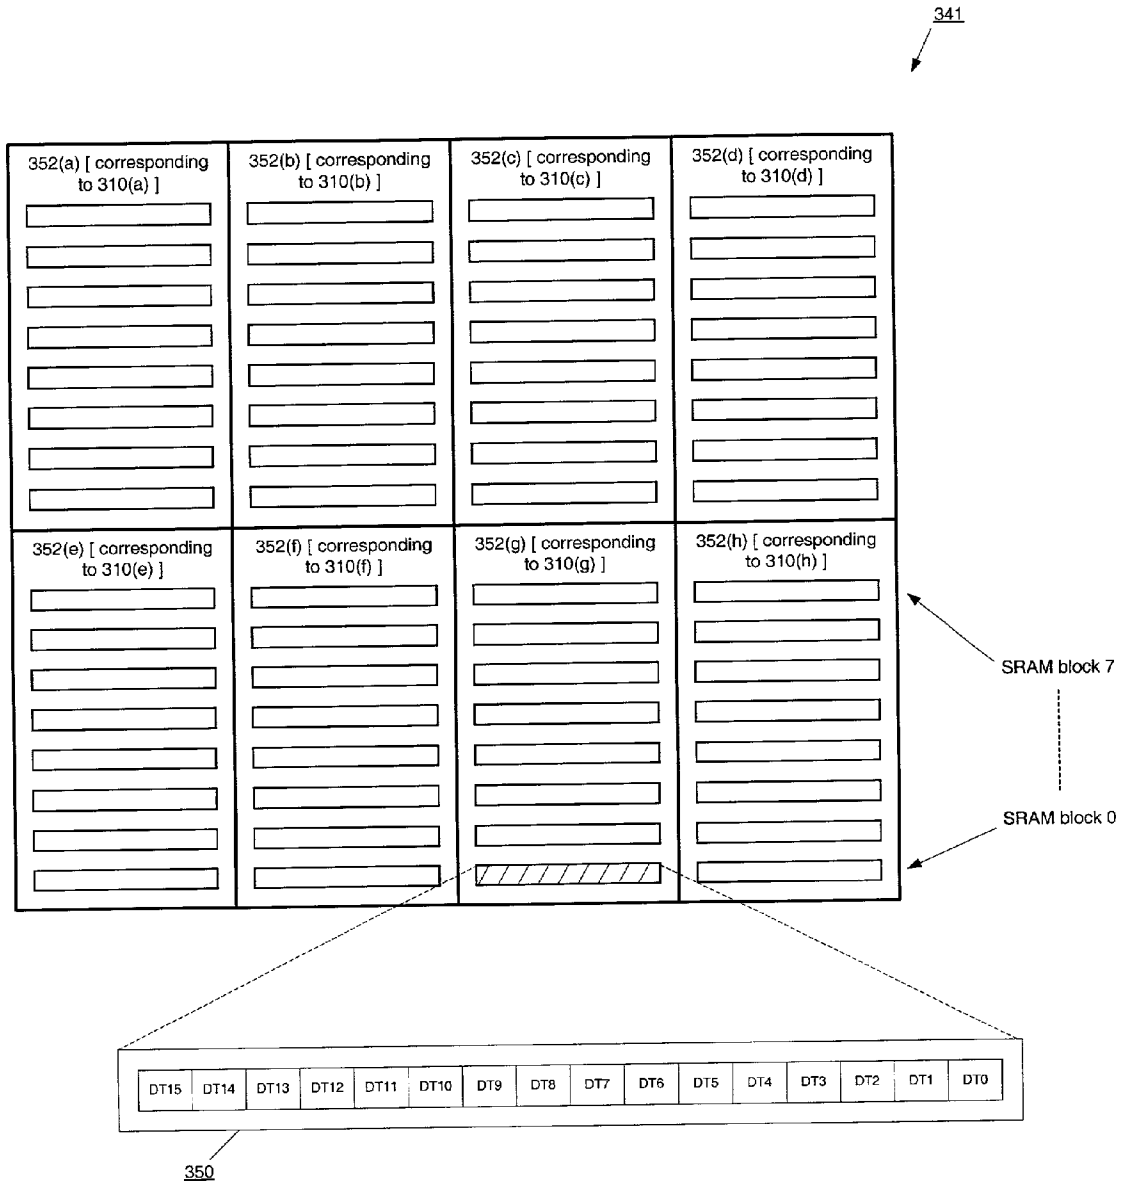 341
352(a) [ corresponding
to 310(a) ]
352(b) [ corresponding
to 310(b) ]
352(c) [ corresponding
to 310(c) ]
352(d) [ corresponding
to 310(d) ]
352(e) [ corresponding
to 310(e) ]
352(f) [ corresponding
to 310(f) ]
352(g) [ corresponding
to 310(g) ]
352(h) [ corresponding
to 310(h) ]
SRAM block 7
SRAM block 0
DT15 DT14 DT13 DT12 DT11 DT10 DT9 DT8 DT7 DT6 DT5 DT4 DT3 DT2 DT1 DT0
350